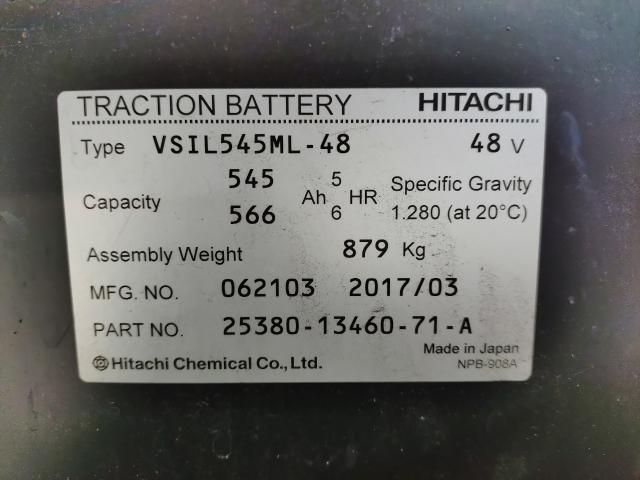 TRACTION BATTERY HITACHI
Type VSIL545ML-48 48 V
Capacity 545 Ah 5 HR Specific Gravity
566 6 1.280 (at 20°C)
Assembly Weight 879 Kg
MFG. NO. 062103 2017/03
PART NO. 25380-13460-71-A
Made in Japan
Hitachi Chemical Co., Ltd. NPB-908A